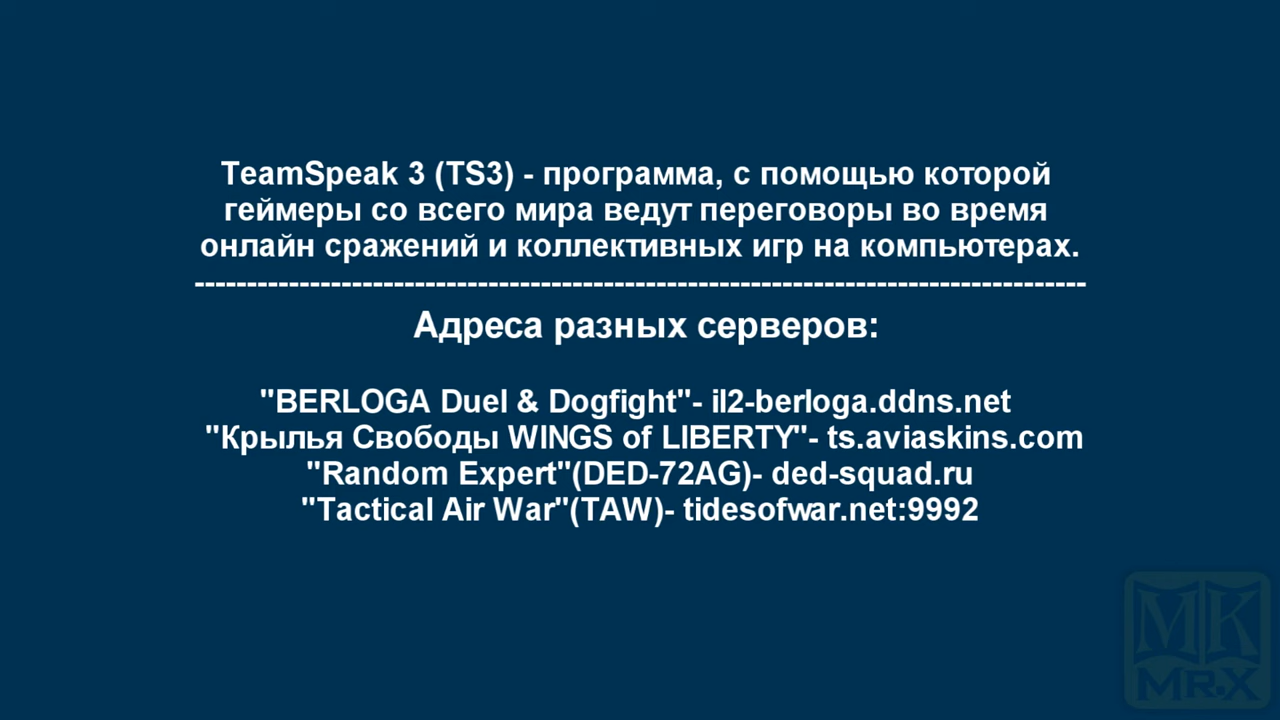 TeamSpeak 3 (TS3) - программа, с помощью которой
геймеры со всего мира ведут переговоры во время
онлайн сражений и коллективных игр на компьютерах.
-------------------------------------------------------------------------------------
Адреса разных серверов:
"BERLOGA Duel & Dogfight"- il2-berloga.ddns.net
"Крылья Свободы WINGS of LIBERTY"- ts.aviaskins.com
"Random Expert"(DED-72AG)- ded-squad.ru
"Tactical Air War"(TAW)- tidesofwar.net:9992
MK
MR.X